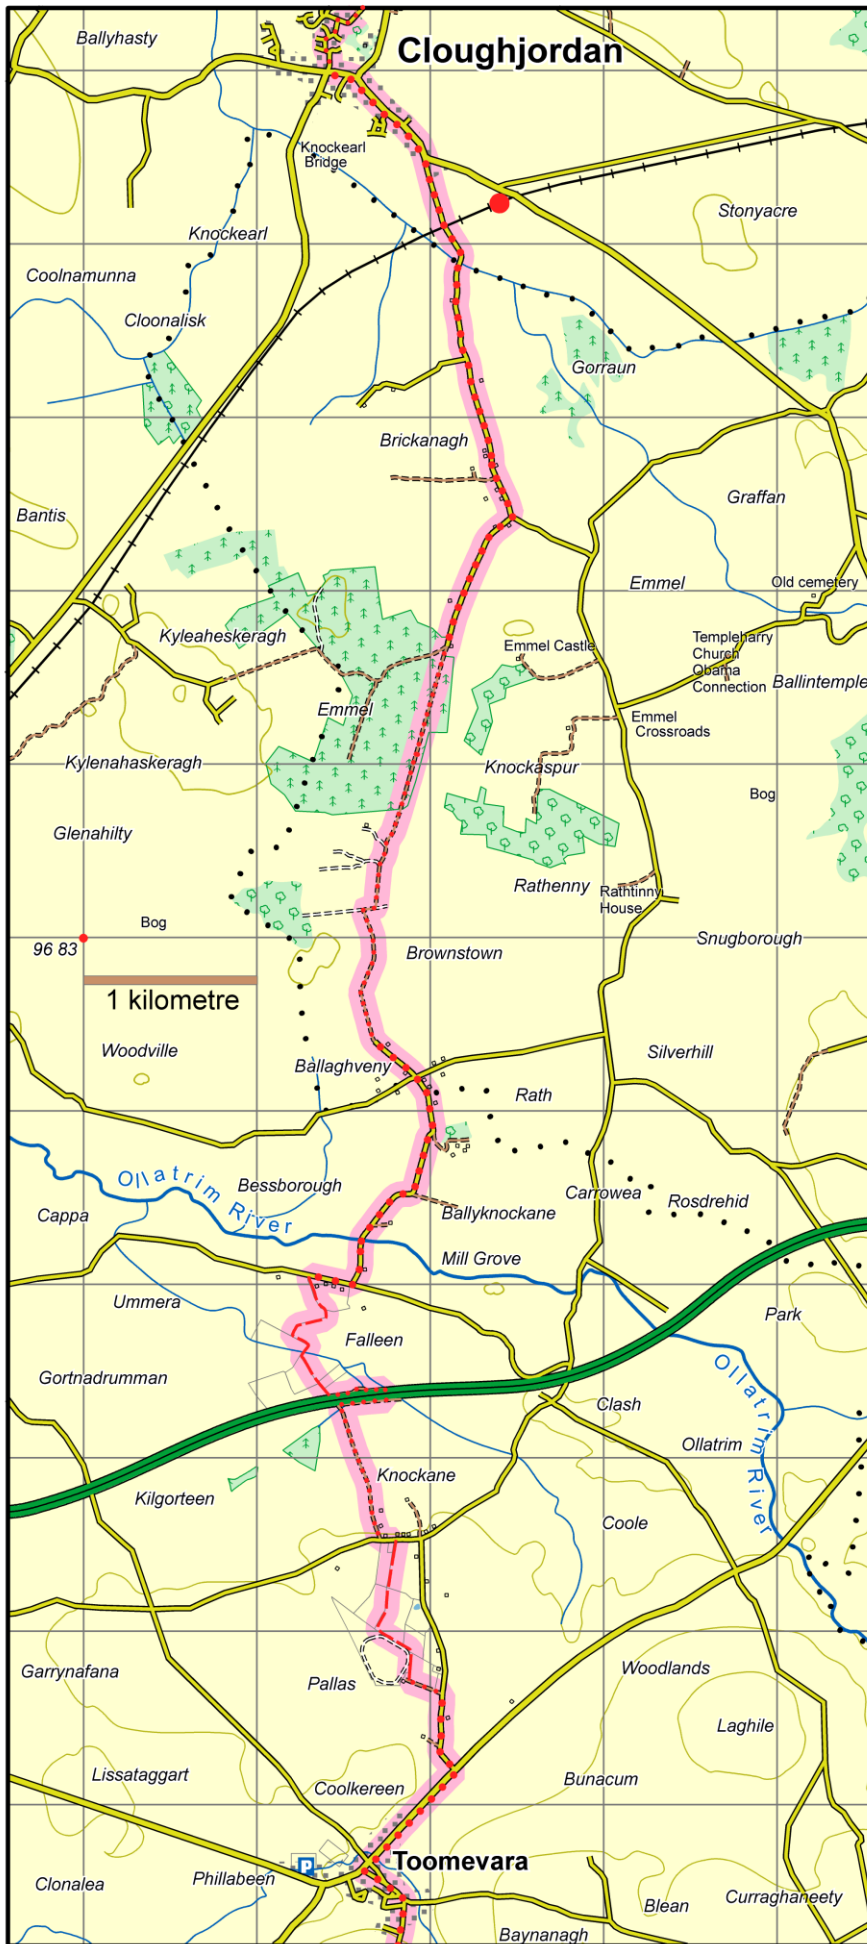 Ballyhasty
Cloughjordan
Knockearl
Bridge
Stonyacre
Knockearl
Coolnamunna
Cloonalisk
Gorraun
Brickanagh
Graffan
Bantis
Emmel
Old cemetery
Kyleaheskeragh
Emmel Castle
Templeharry
Church
Obama
Connection
Ballintemple
Emmel
Emmel
Crossroads
Kylenahaskeragh
Knockaspur
Bog
Glenahilty
Rathenny
Rathtinny
House
Bog
96 83
Brownstown
Snugborough
1 kilometre
Woodville
Ballaghveny
Silverhill
Rath
Ollatrim River
Bessborough
Carrowea
Rosdrehid
Cappa
Ballyknockane
Mill Grove
Ummera
Park
Falleen
Gortnadrumman
Ollatrim River
Clash
Ollatrim
Knockane
Kilgorteen
Coole
Garrynafana
Pallas
Woodlands
Laghile
Lissataggart
Coolkereen
Bunacum
P
Toomevara
Clonalea
Phillabeen
Blean
Curraghaneety
Baynanagh